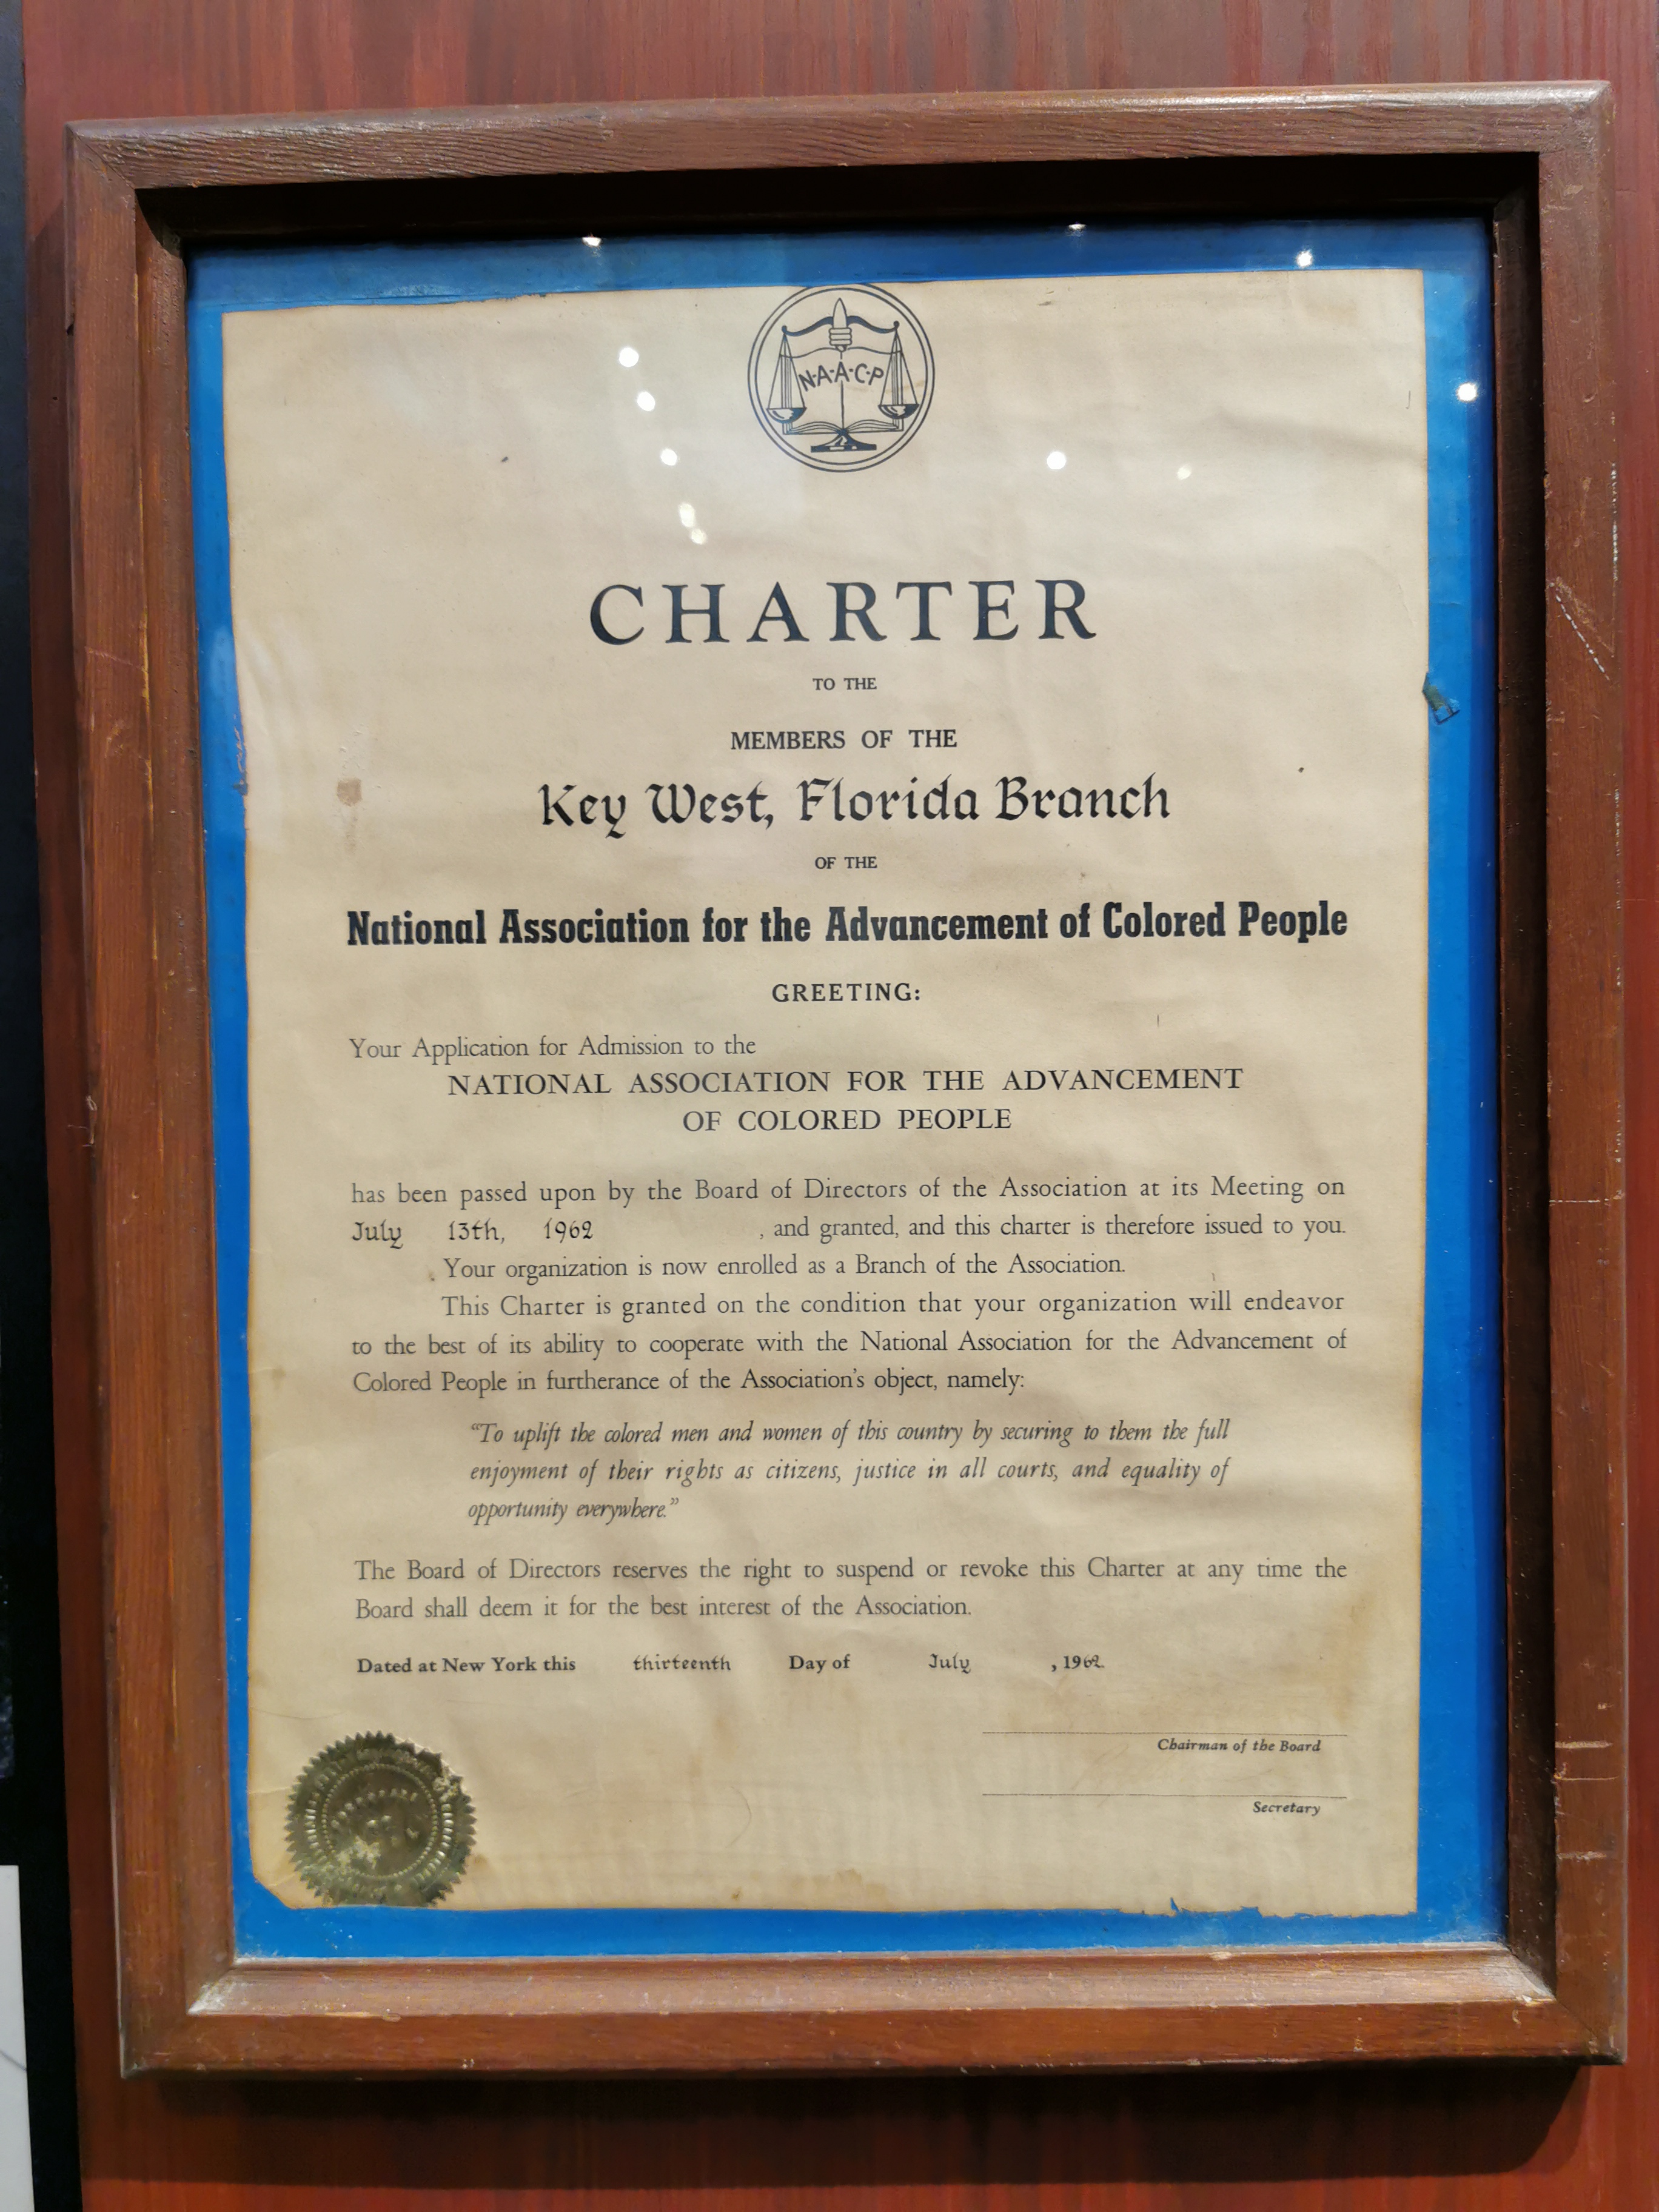 N·A·A·C·P
CHARTER
TO THE
MEMBERS OF THE
Key West, Florida Branch
OF THE
National Association for the Advancement of Colored People
GREETING:
Your Application for Admission to the
NATIONAL ASSOCIATION FOR THE ADVANCEMENT
OF COLORED PEOPLE
has been passed upon by the Board of Directors of the Association at its Meeting on
July 13th, 1962 , and granted, and this charter is therefore issued to you.
Your organization is now enrolled as a Branch of the Association.
This Charter is granted on the condition that your organization will endeavor
to the best of its ability to cooperate with the National Association for the Advancement of
Colored People in furtherance of the Association's object, namely:
"To uplift the colored men and women of this country by securing to them the full
enjoyment of their rights as citizens, justice in all courts, and equality of
opportunity everywhere."
The Board of Directors reserves the right to suspend or revoke this Charter at any time the
Board shall deem it for the best interest of the Association.
Dated at New York this thirteenth Day of July , 1962.
Chairman of the Board
Secretary